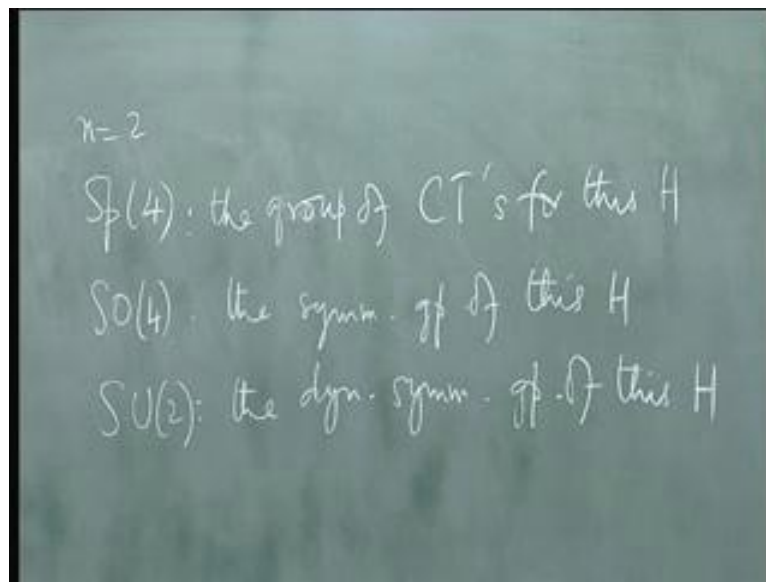 n=2
Sp(4): the group of CT's for this H
SO(4). the symm. gp of this H
SU(2): the dyn. symm. gp. of this H